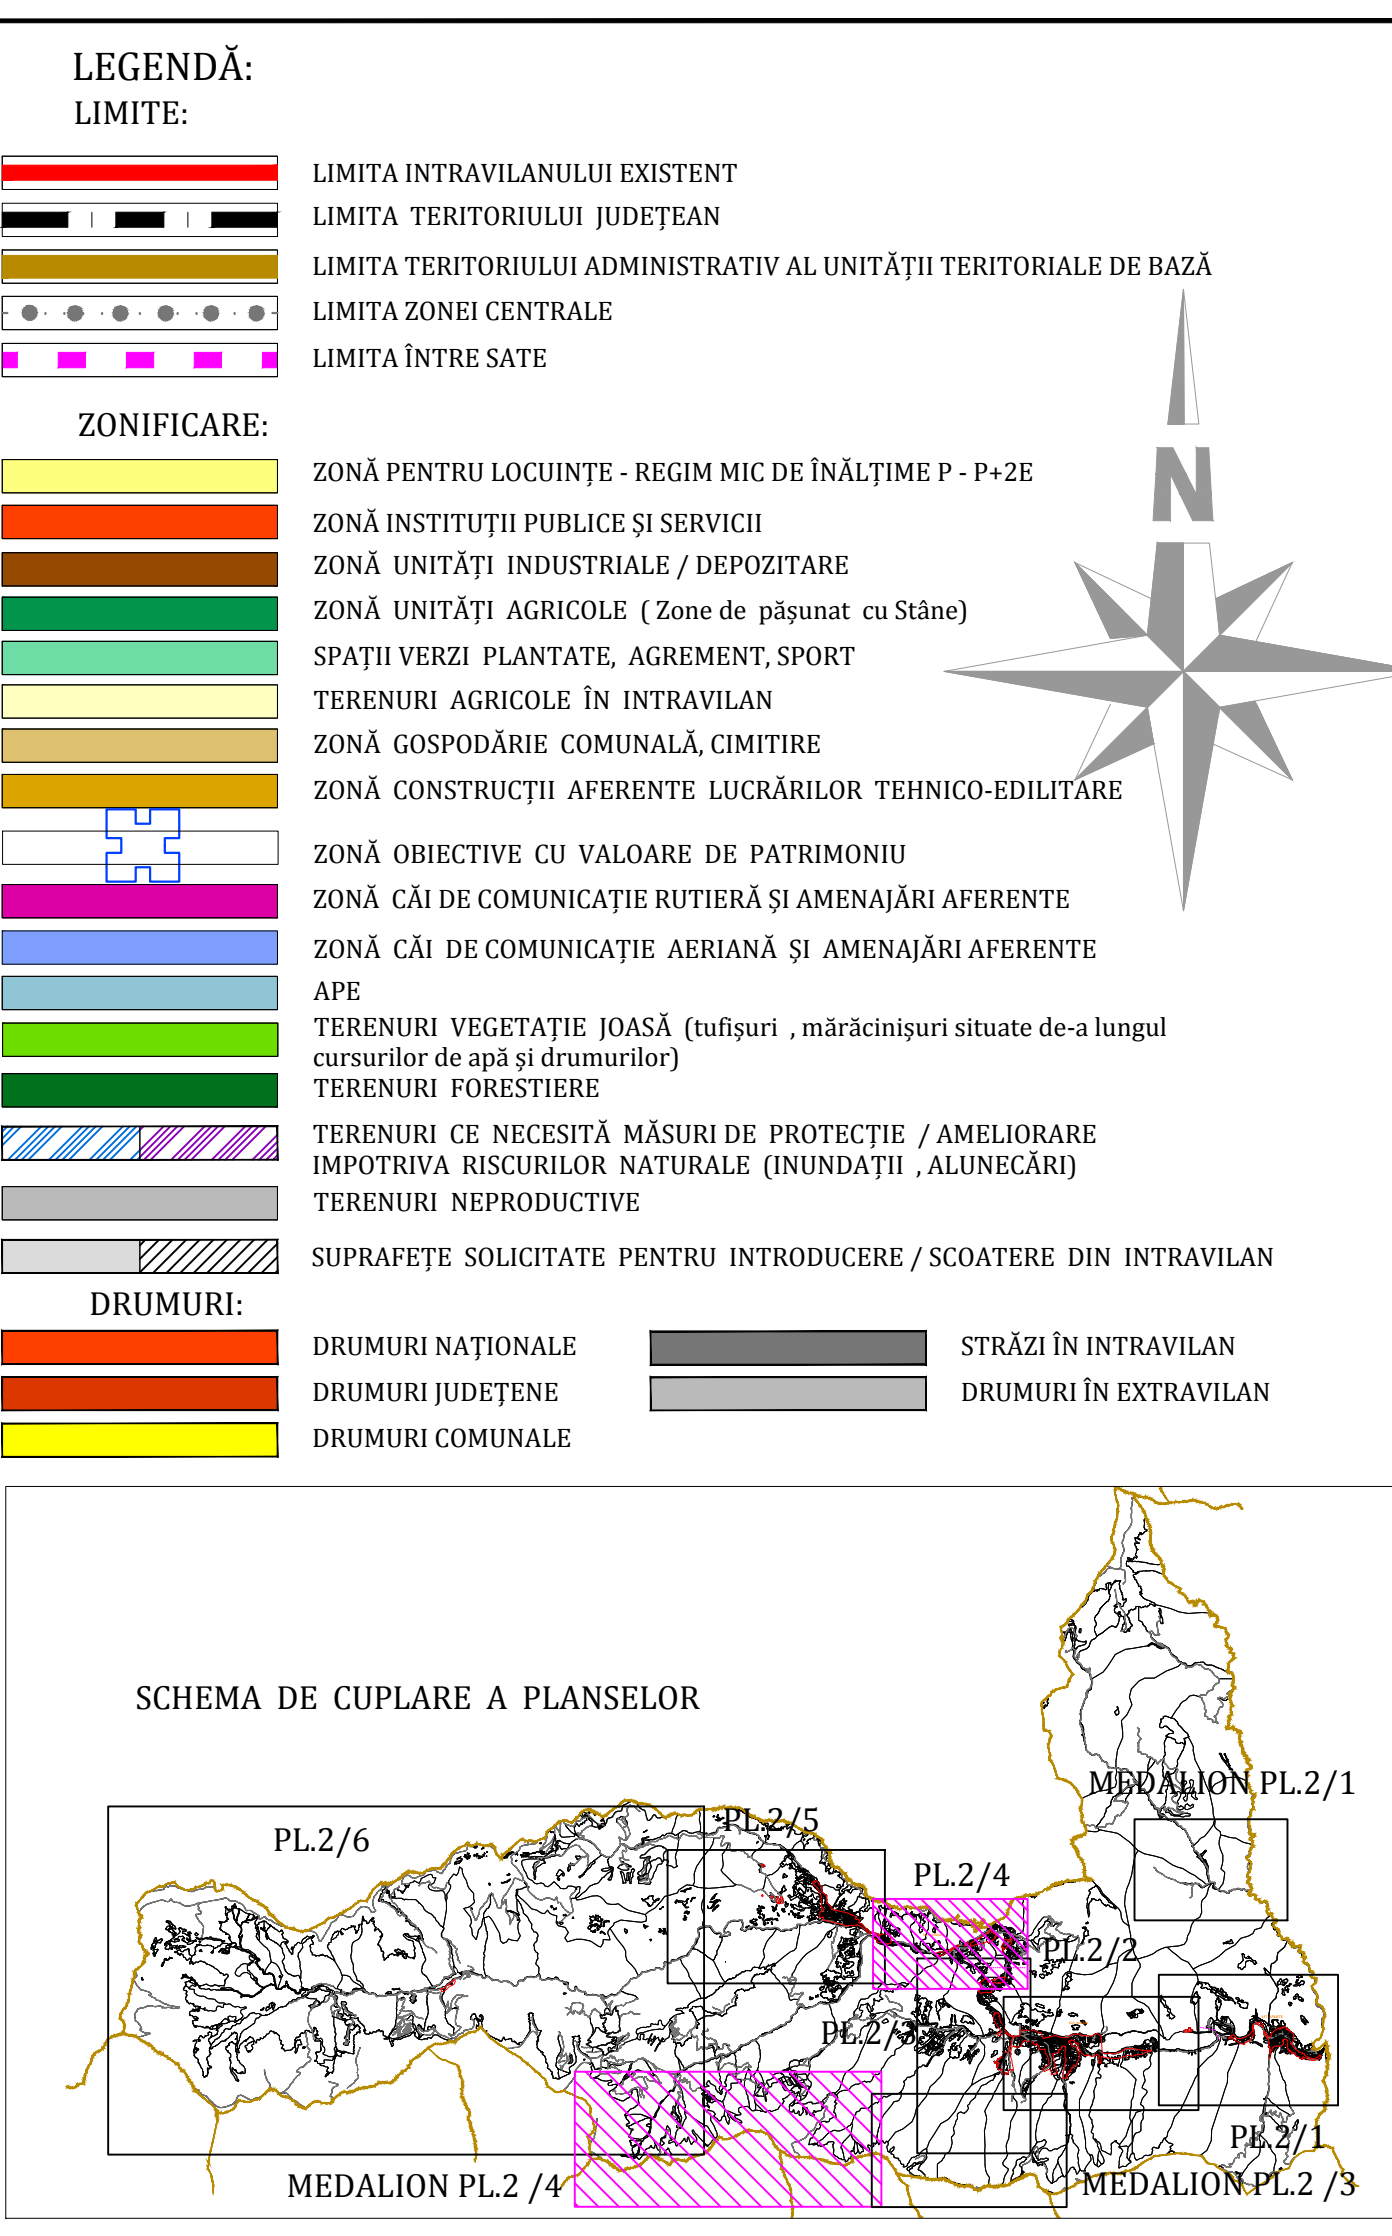 LEGENDĂ:
LIMITE:
LIMITA INTRAVILANULUI EXISTENT
LIMITA TERITORIULUI JUDEȚEAN
LIMITA TERITORIULUI ADMINISTRATIV AL UNITĂȚII TERITORIALE DE BAZĂ
LIMITA ZONEI CENTRALE
LIMITA ÎNTRE SATE
ZONIFICARE:
ZONĂ PENTRU LOCUINȚE - REGIM MIC DE ÎNĂLȚIME P - P+2E
N
ZONĂ INSTITUȚII PUBLICE ȘI SERVICII
ZONĂ UNITĂȚI INDUSTRIALE / DEPOZITARE
ZONĂ UNITĂȚI AGRICOLE ( Zone de pășunat cu Stâne)
SPAȚII VERZI PLANTATE, AGREMENT, SPORT
TERENURI AGRICOLE ÎN INTRAVILAN
ZONĂ GOSPODĂRIE COMUNALĂ, CIMITIRE
ZONĂ CONSTRUCȚII AFERENTE LUCRĂRILOR TEHNICO-EDILITARE
ZONĂ OBIECTIVE CU VALOARE DE PATRIMONIU
ZONĂ CĂI DE COMUNICAȚIE RUTIERĂ ȘI AMENAJĂRI AFERENTE
ZONĂ CĂI DE COMUNICAȚIE AERIANĂ ȘI AMENAJĂRI AFERENTE
APE
TERENURI VEGETAȚIE JOASĂ (tufișuri , mărăcinișuri situate de-a lungul
cursurilor de apă și drumurilor)
TERENURI FORESTIERE
TERENURI CE NECESITĂ MĂSURI DE PROTECȚIE / AMELIORARE
IMPOTRIVA RISCURILOR NATURALE (INUNDAȚII , ALUNECĂRI)
TERENURI NEPRODUCTIVE
SUPRAFEȚE SOLICITATE PENTRU INTRODUCERE / SCOATERE DIN INTRAVILAN
DRUMURI:
DRUMURI NAȚIONALE
STRĂZI ÎN INTRAVILAN
DRUMURI JUDEȚENE
DRUMURI ÎN EXTRAVILAN
DRUMURI COMUNALE
SCHEMA DE CUPLARE A PLANSELOR
MEDALION PL.2/1
PL.2/5
PL.2/6
PL.2/4
PL.2/2
PL.2/3
PL.2/1
MEDALION PL.2 /4
MEDALION PL.2 /3